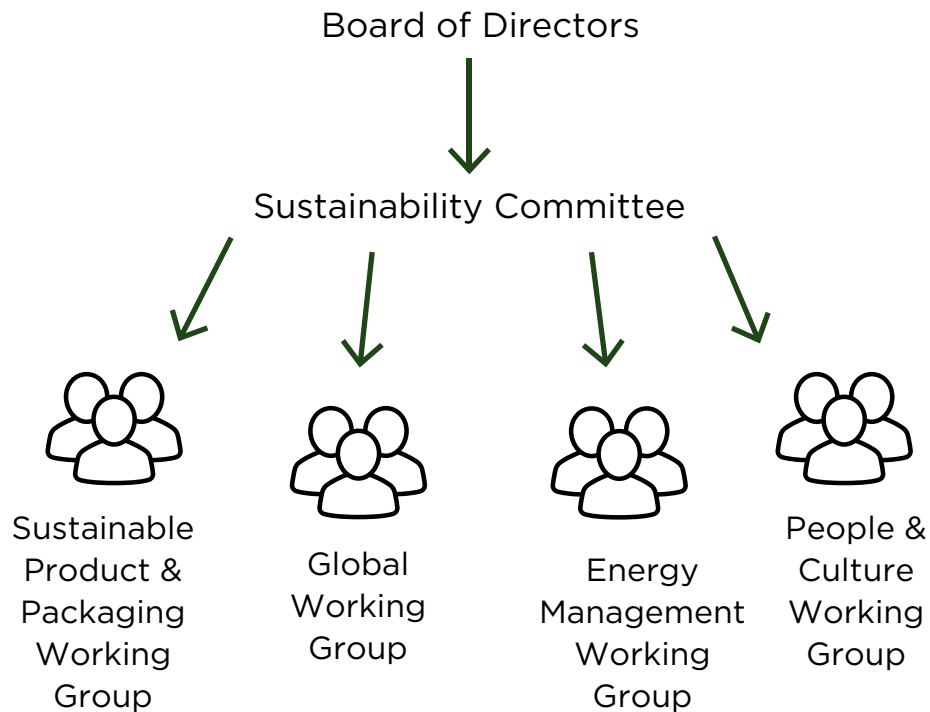 Board of Directors
Sustainability Committee
Sustainable
Product &
Packaging
Working
Group
Global
Working
Group
Energy
Management
Working
Group
People &
Culture
Working
Group